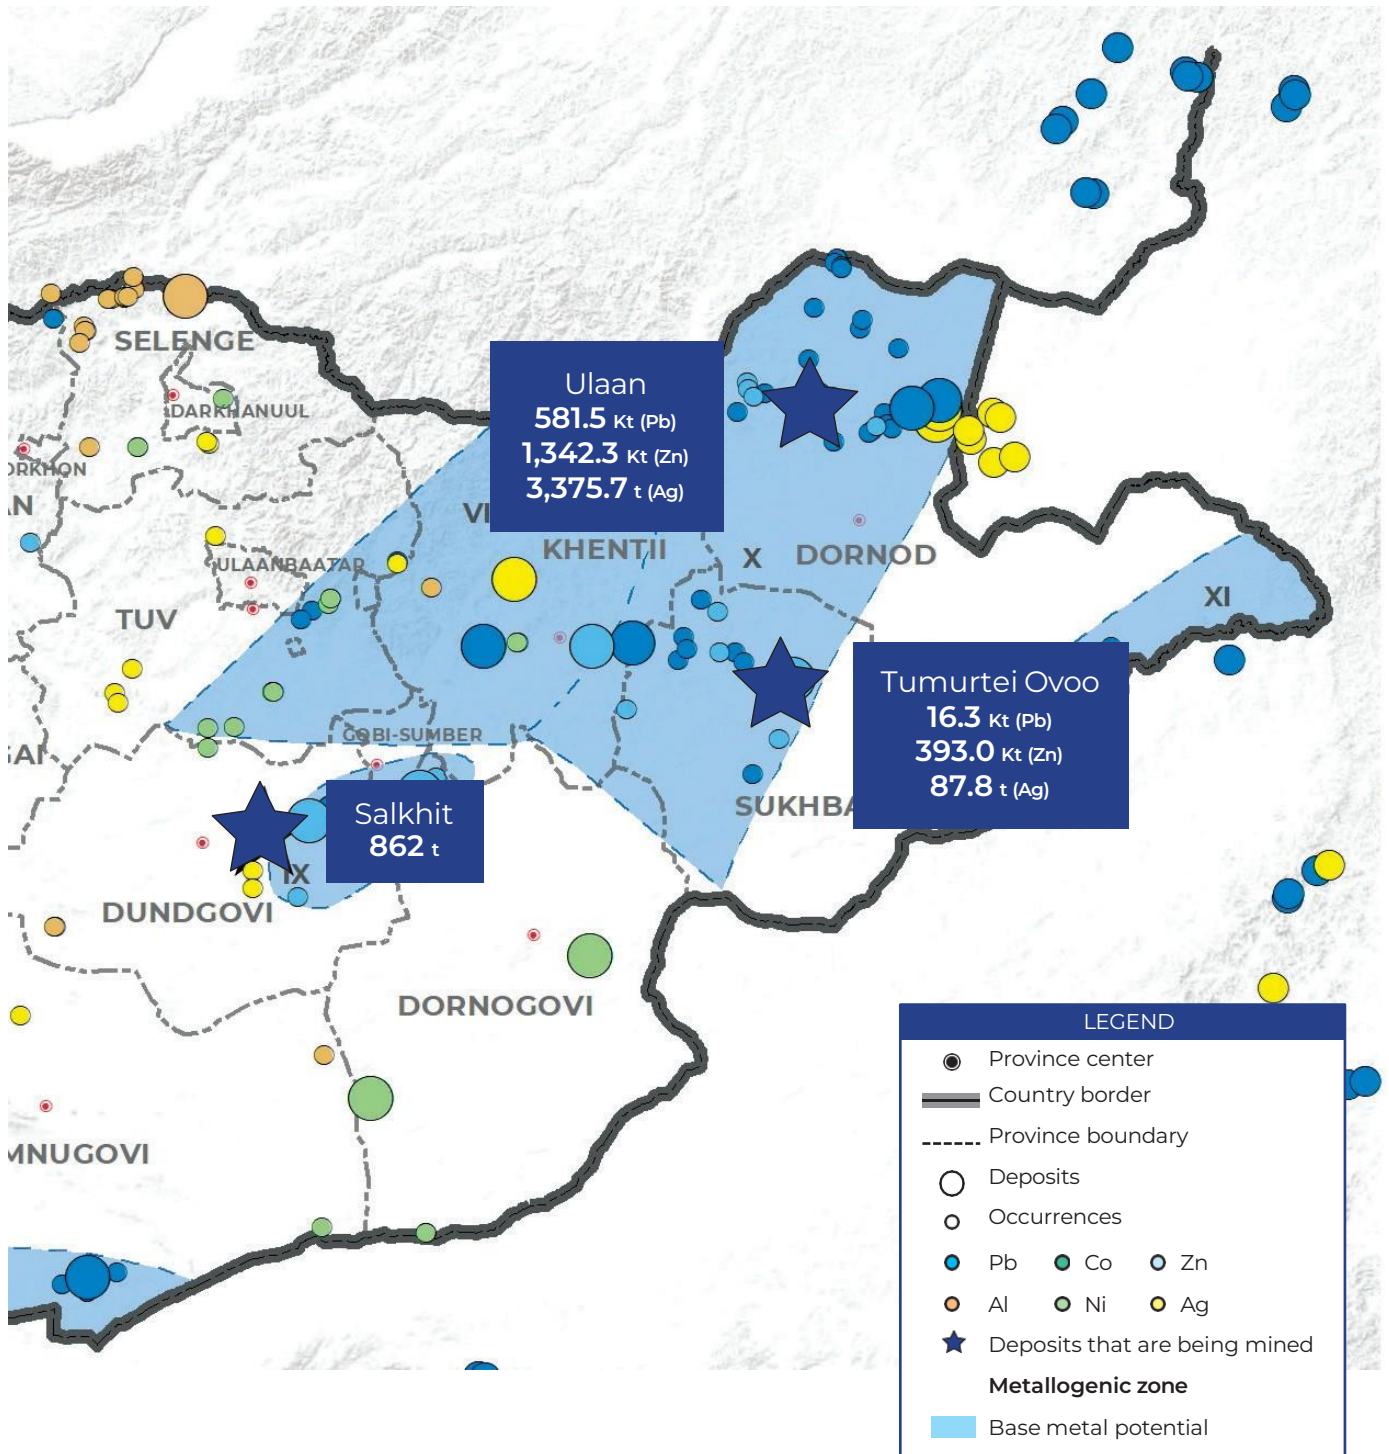 SELENGE
DARKHANUUL
ORKHON
AN
Ulaan
581.5 Kt (Pb)
1,342.3 Kt (Zn)
3,375.7 t (Ag)
VI
KHENTII
X
DORNOD
ULAANBAATAR
TUV
XI
GOBI-SUMBER
GAI
Tumurtei Ovoo
16.3 Kt (Pb)
393.0 Kt (Zn)
87.8 t (Ag)
SUKHBA
Salkhit
862 t
IX
DUNDGOVI
DORNOGOVI
MNUGOVI
LEGEND
Province center
Country border
Province boundary
Deposits
Occurrences
Pb Co Zn
Al Ni Ag
Deposits that are being mined
Metallogenic zone
Base metal potential